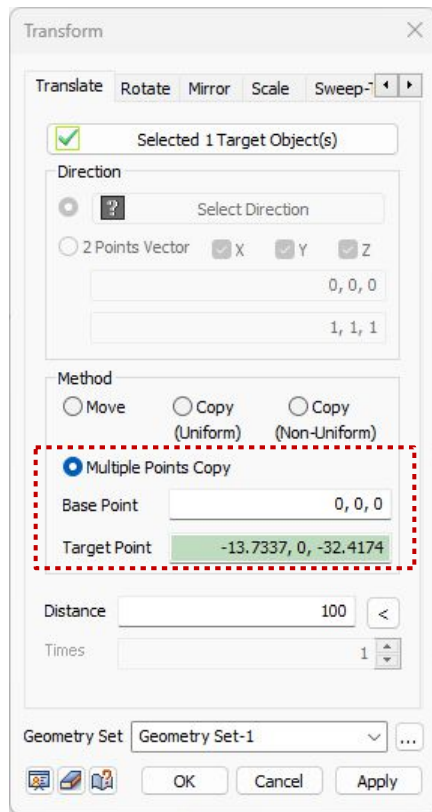 Transform
Translate Rotate Mirror Scale Sweep-T
Selected 1 Target Object(s)
Direction
? Select Direction
2 Points Vector X Y Z
0, 0, 0
1, 1, 1
Method
Move Copy (Uniform) Copy (Non-Uniform)
Multiple Points Copy
Base Point 0, 0, 0
Target Point -13.7337, 0, -32.4174
Distance 100 <
Times 1
Geometry Set Geometry Set-1 ...
OK Cancel Apply